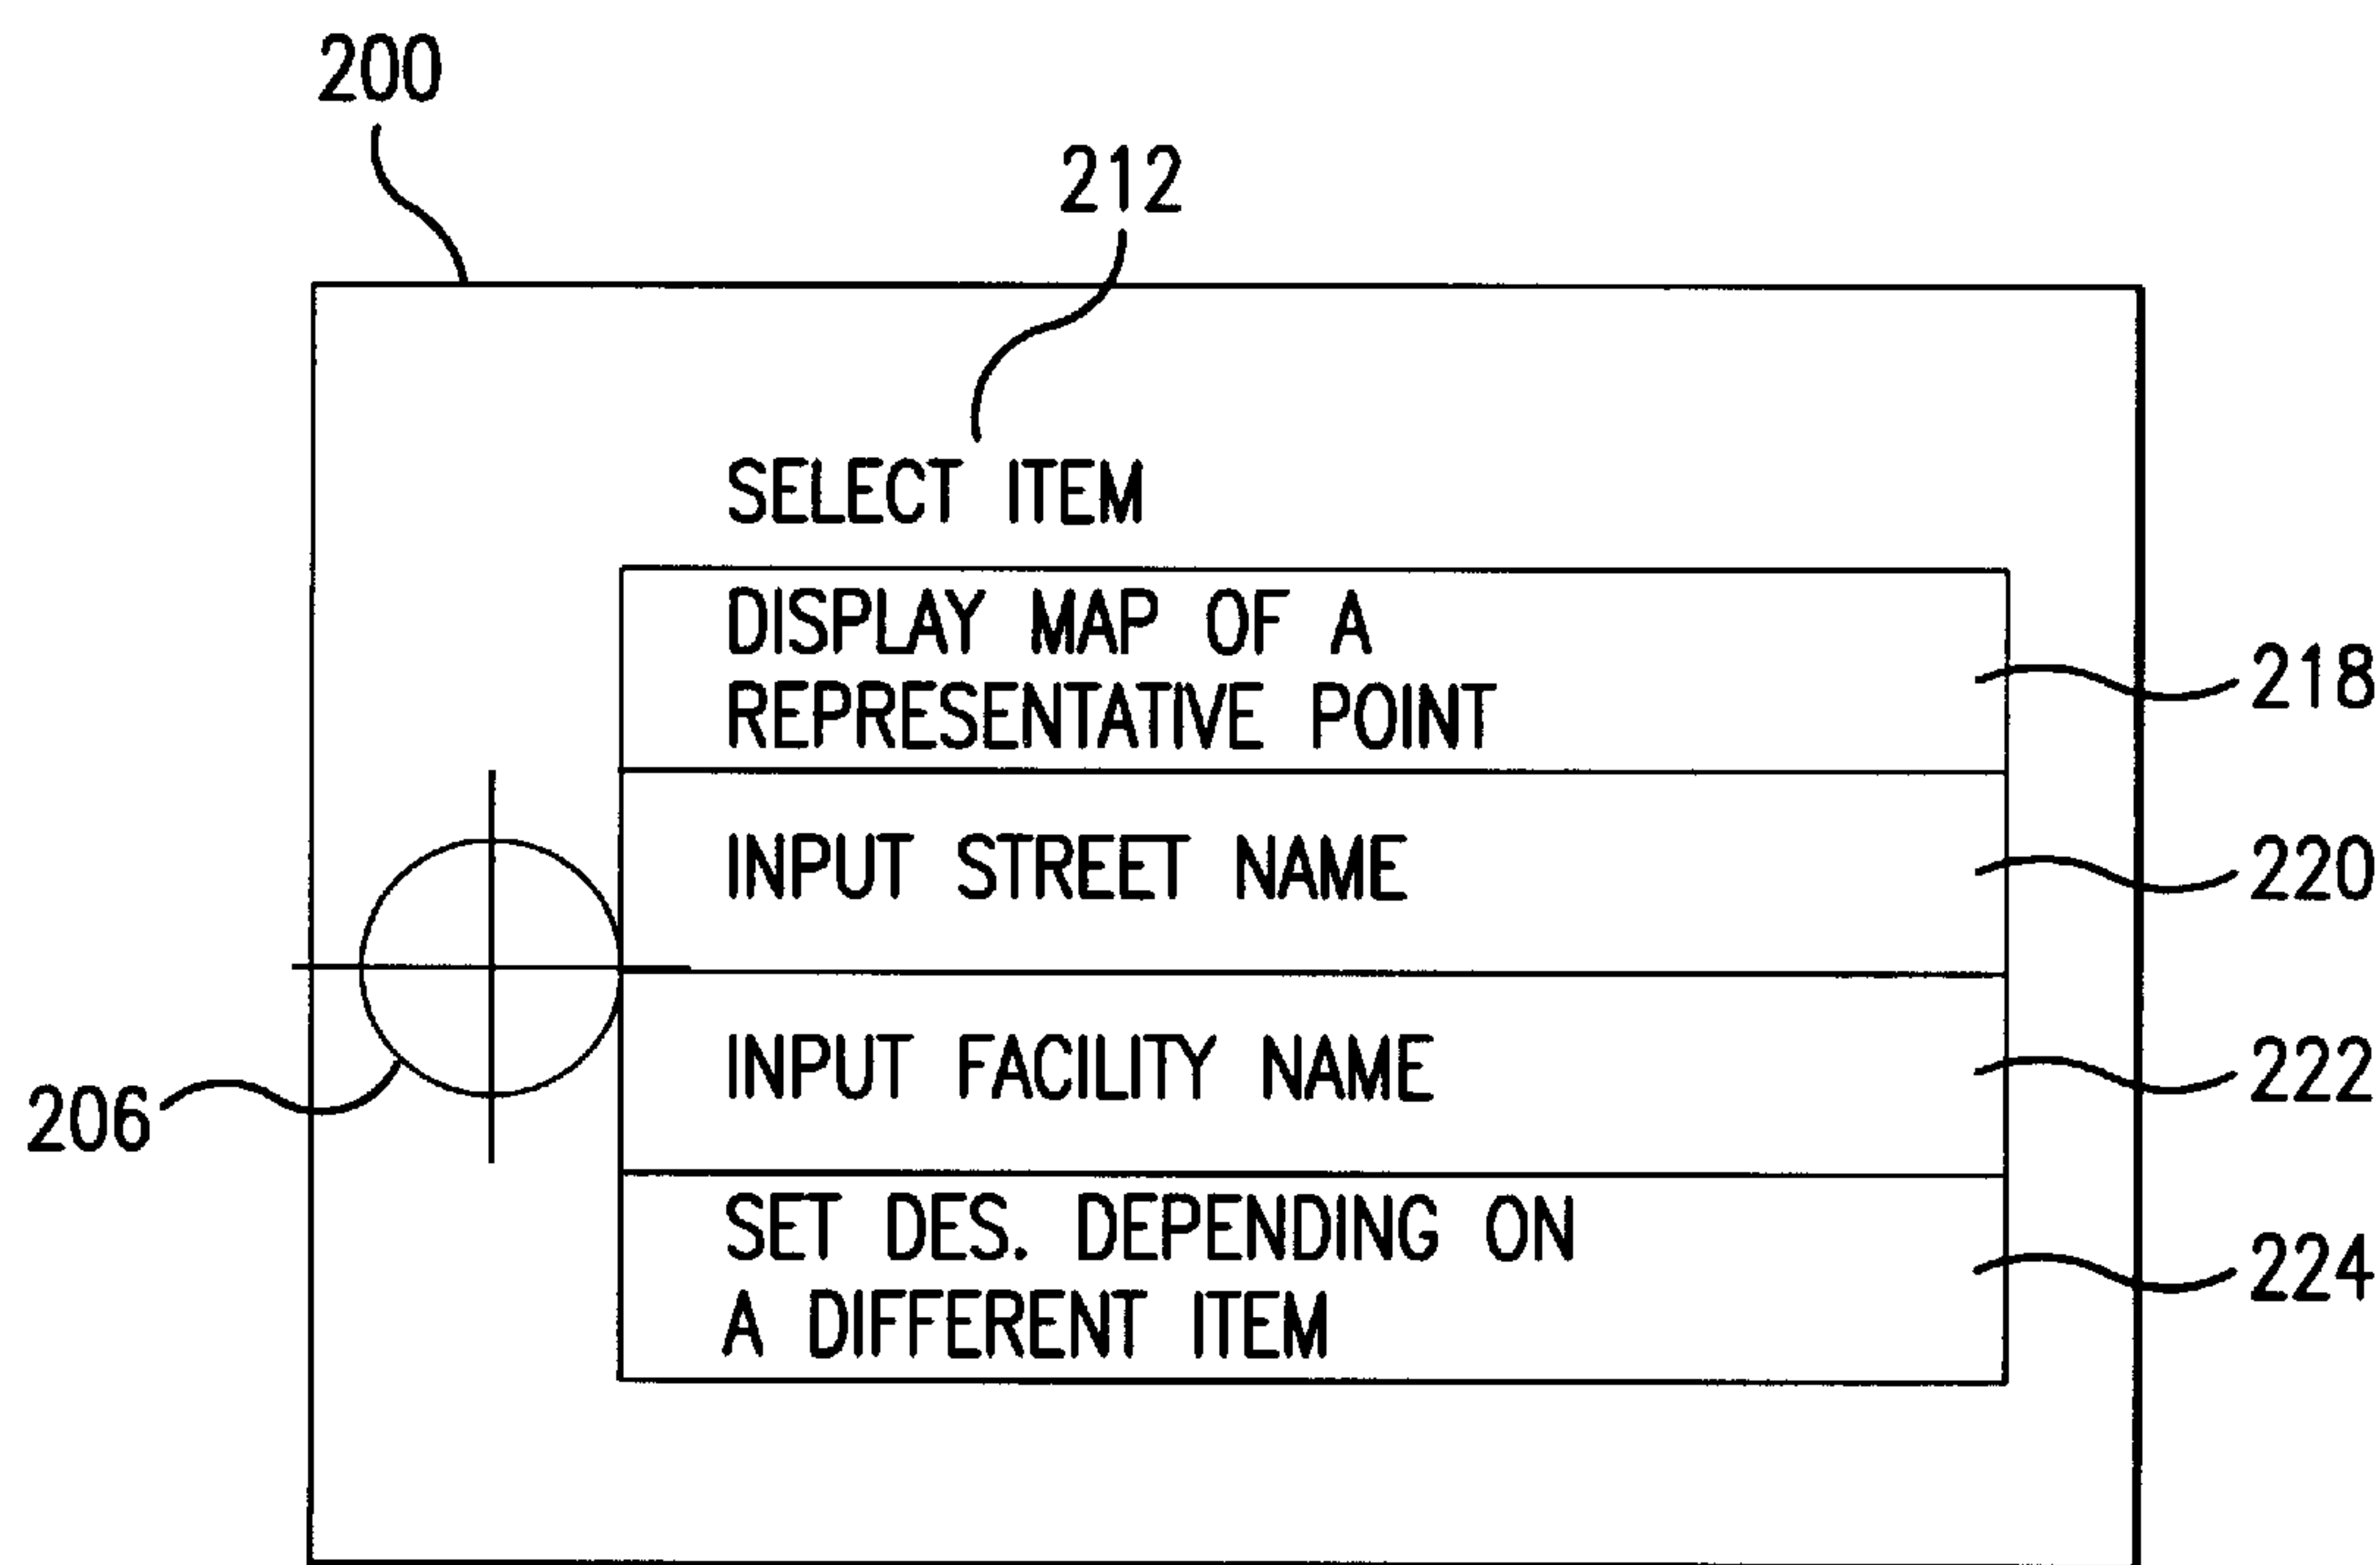 200
212
SELECT ITEM
DISPLAY MAP OF A
REPRESENTATIVE POINT
218
INPUT STREET NAME
220
INPUT FACILITY NAME
222
206
SET DES. DEPENDING ON
A DIFFERENT ITEM
224